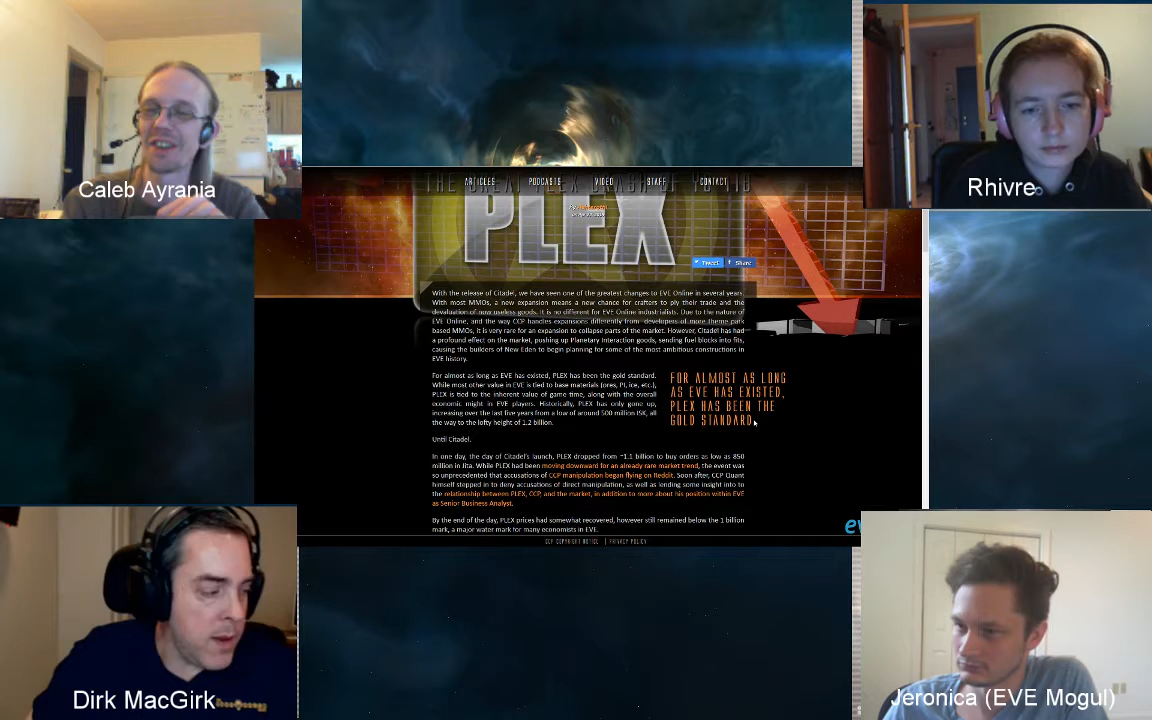 Caleb Ayrania
Rhivre
THE GREAT PLEX CRASH OF YC118
ARTICLES PODCASTS VIDEO STAFF CONTACT
PLEX
By
Tweet Share
With the release of Citadel, we have seen one of the greatest changes to EVE Online in several years.
With most MMOs, a new expansion means a new chance for crafters to ply their trade and the
devaluation of now useless goods. It is no different for EVE Online industrialists. Due to the nature of
EVE Online, and the way CCP handles expansions differently from developers of more theme park
based MMOs, it is very rare for an expansion to collapse parts of the market. However, Citadel has had
a profound effect on the market, pushing up Planetary Interaction goods, sending fuel blocks into fits,
causing the builders of New Eden to begin planning for some of the most ambitious constructions in
EVE history.
For almost as long as EVE has existed, PLEX has been the gold standard.
While most other value in EVE is tied to base materials (ores, PI, ice, etc.),
PLEX is tied to the inherent value of game time, along with the overall
economic might in EVE players. Historically, PLEX has only gone up,
increasing over the last five years from a low of around 500 million ISK, all
the way to the lofty height of 1.2 billion.
FOR ALMOST AS LONG
AS EVE HAS EXISTED,
PLEX HAS BEEN THE
GOLD STANDARD.
Until Citadel.
In one day, the day of Citadel's launch, PLEX dropped from ~1.1 billion to buy orders as low as 850
million in Jita. While PLEX had been moving downward for an already rare market trend, the event was
so unprecedented that accusations of CCP manipulation began flying on Reddit. Soon after, CCP Quant
himself stepped in to deny accusations of direct manipulation, as well as lending some insight into to
the relationship between PLEX, CCP, and the market, in addition to more about his position within EVE
as Senior Business Analyst.
By the end of the day, PLEX prices had somewhat recovered, however still remained below the 1 billion
mark, a major water mark for many economists in EVE.
ev
CCP COPYRIGHT NOTICE | PRIVACY POLICY
Dirk MacGirk
Jeronica (EVE Mogul)